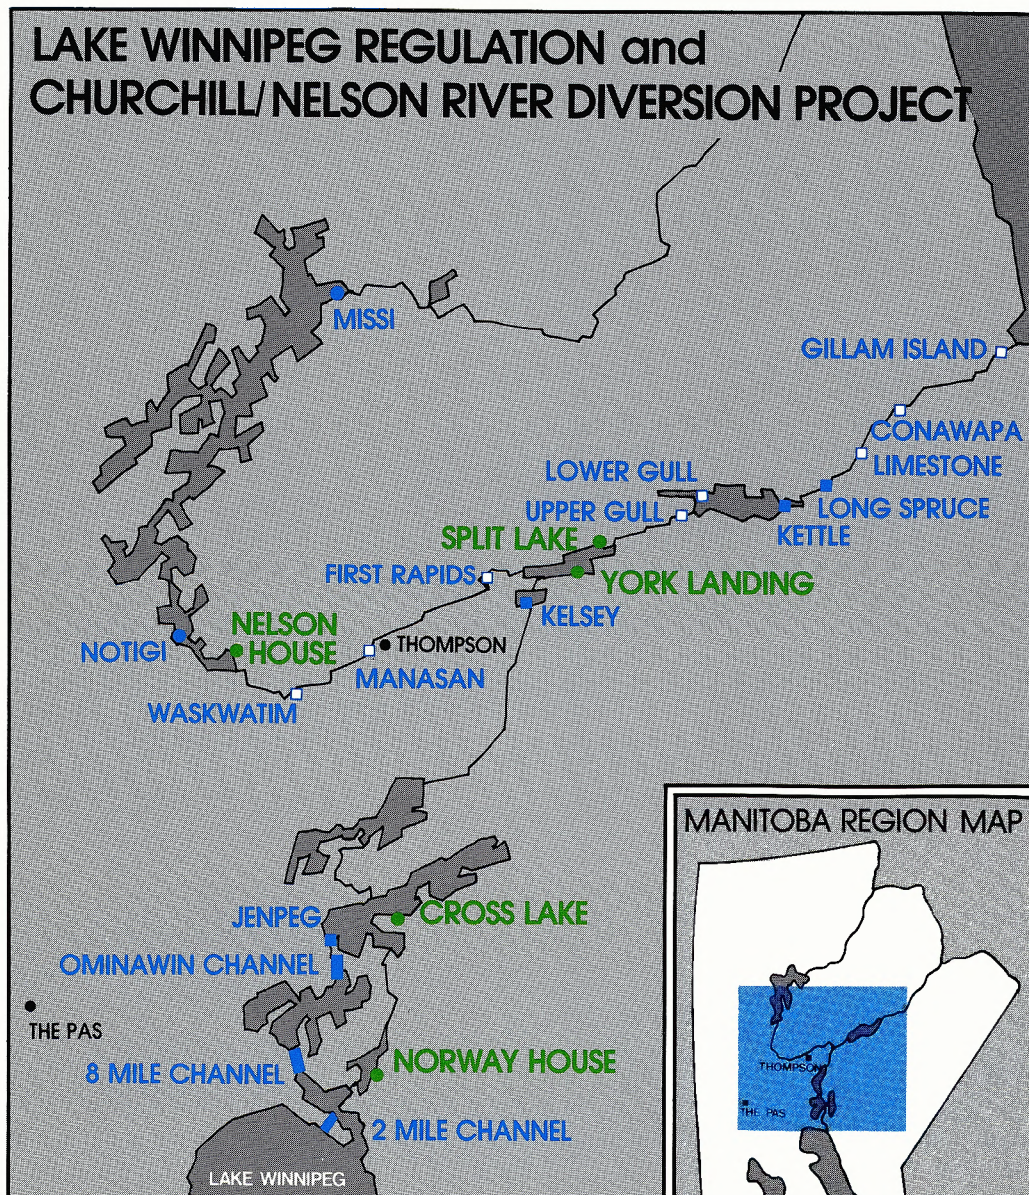 LAKE WINNIPEG REGULATION and
CHURCHILL/NELSON RIVER DIVERSION PROJECT
MISSI
GILLAM ISLAND
CONAWAPA
LIMESTONE
LOWER GULL
LONG SPRUCE
UPPER GULL
KETTLE
SPLIT LAKE
FIRST RAPIDS
YORK LANDING
KELSEY
NELSON
HOUSE
NOTIGI
THOMPSON
MANASAN
WASKWATIM
MANITOBA REGION MAP
JENPEG
CROSS LAKE
OMINAWIN CHANNEL
THE PAS
8 MILE CHANNEL
NORWAY HOUSE
2 MILE CHANNEL
LAKE WINNIPEG
THOMPSON
THE PAS